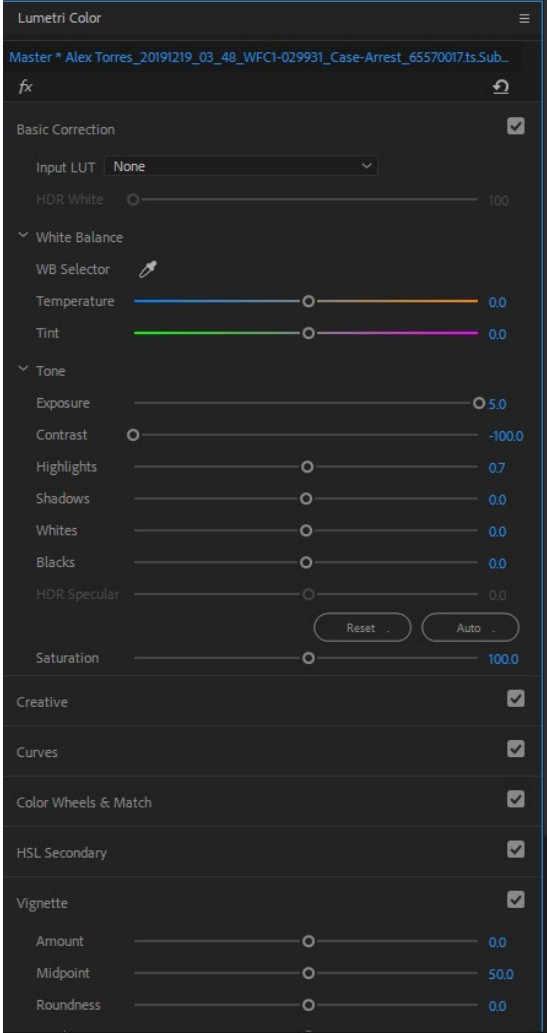 Lumetri Color
Master * Alex Torres_20191219_03_48_WFC1-029931_Case-Arrest_65570017.ts.Sub...
fx
Basic Correction
Input LUT None
HDR White 100
White Balance
WB Selector
Temperature 0.0
Tint 0.0
Tone
Exposure 5.0
Contrast -100.0
Highlights 0.7
Shadows 0.0
Whites 0.0
Blacks 0.0
HDR Specular 0.0
Reset . Auto .
Saturation 100.0
Creative
Curves
Color Wheels & Match
HSL Secondary
Vignette
Amount 0.0
Midpoint 50.0
Roundness 0.0